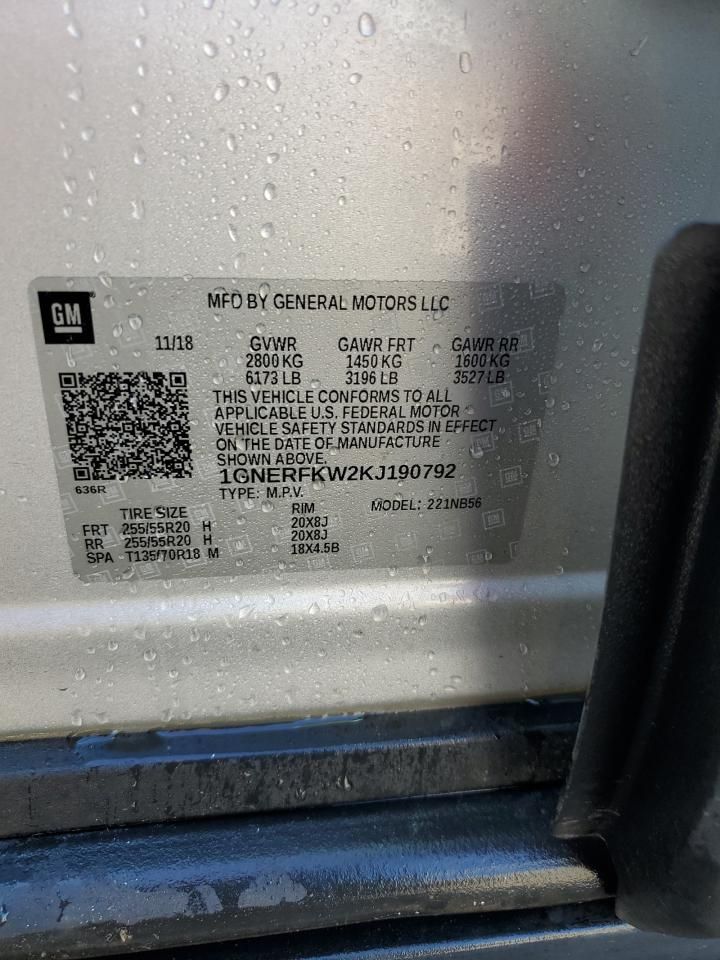 GM
MFD BY GENERAL MOTORS LLC
11/18 GVWR GAWR FRT GAWR RR
2800 KG 1450 KG 1600 KG
6173 LB 3196 LB 3527 LB
THIS VEHICLE CONFORMS TO ALL
APPLICABLE U.S. FEDERAL MOTOR
VEHICLE SAFETY STANDARDS IN EFFECT
ON THE DATE OF MANUFACTURE
SHOWN ABOVE.
1GNERFKW2KJ190792
636R
TYPE: M.P.V.
MODEL: 221NB56
TIRE SIZE RIM
FRT 255/55R20 H 20X8J
RR 255/55R20 H 20X8J
SPA T135/70R18 M 18X4.5B